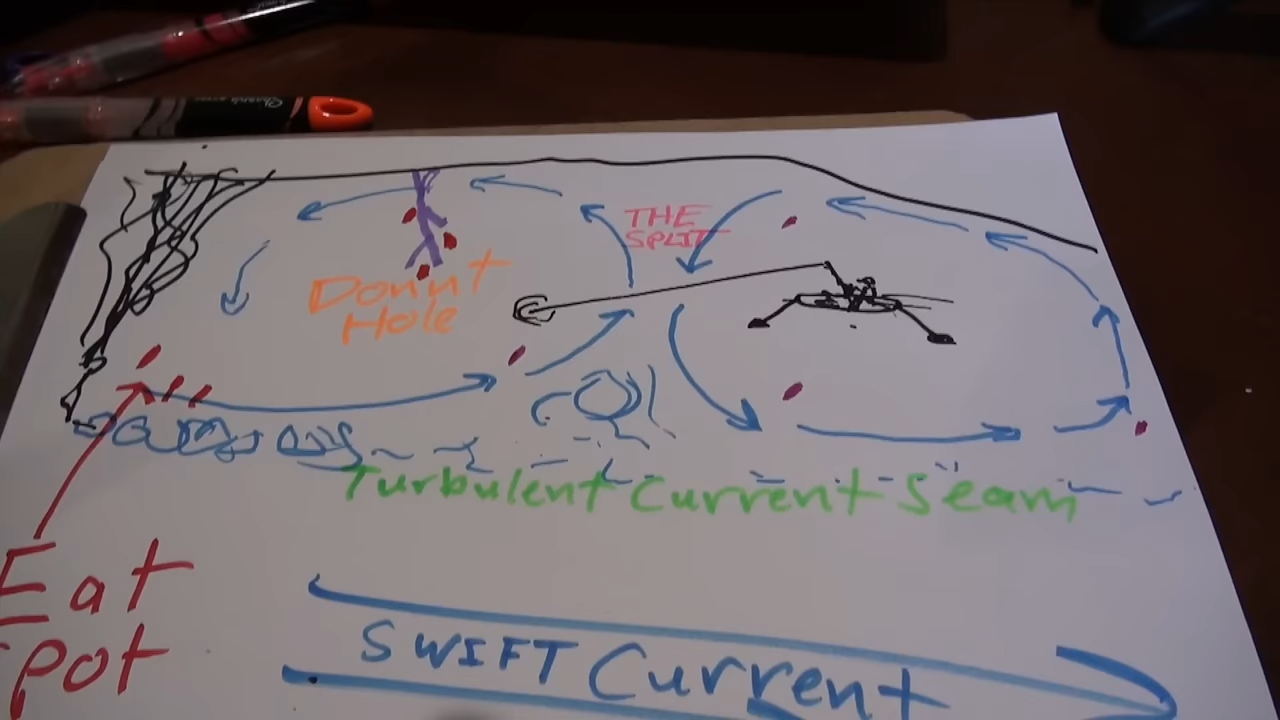 THE
SPLIT
Donut
Hole
Turbulent Current Seam
Eat
Spot
SWIFT Current